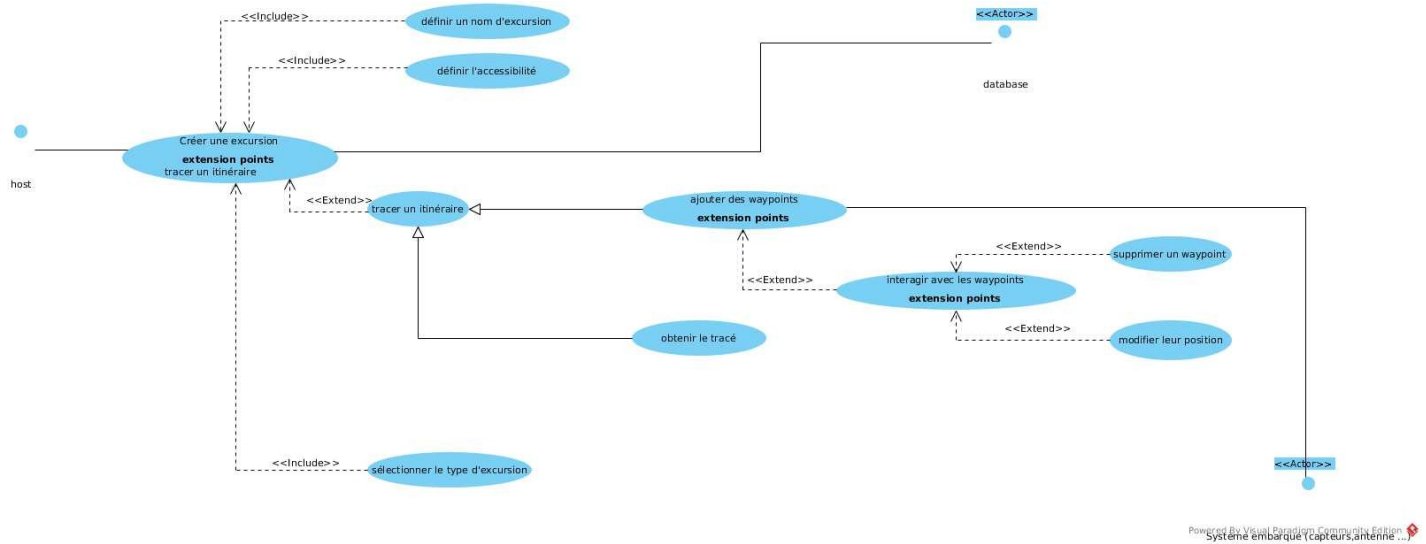 <<Include>>
définir un nom d'excursion
<<Actor>>
<<Include>>
définir l'accessibilité
database
Créer une excursion
extension points
tracer un itinéraire
host
<<Extend>>
tracer un itinéraire
ajouter des waypoints
extension points
<<Extend>>
supprimer un waypoint
<<Extend>>
interagir avec les waypoints
extension points
<<Extend>>
obtenir le tracé
modifier leur position
<<Include>>
sélectionner le type d'excursion
<<Actor>>
Powered By Visual Paradigm Community Edition
Système embarqué (capteurs,antenne ...)